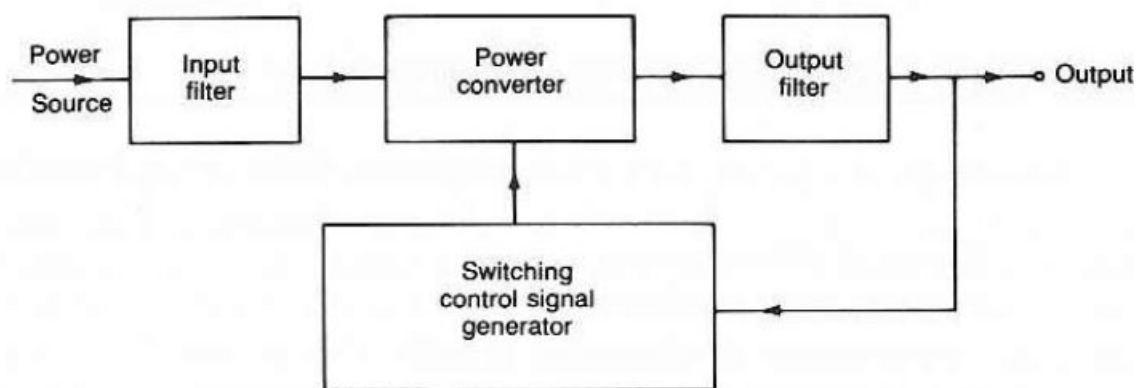 Power
Source
Input
filter
Power
converter
Output
filter
Output
Switching
control signal
generator